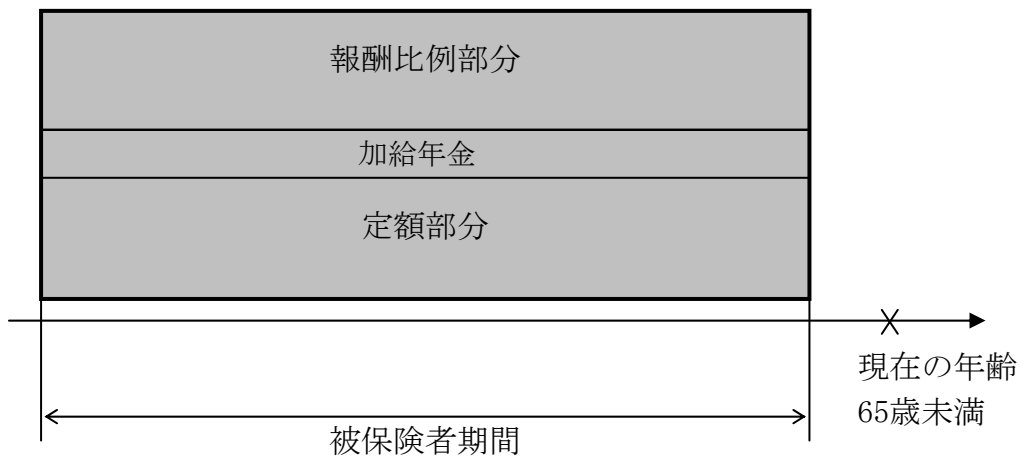 報酬比例部分
加給年金
定額部分
現在の年齢
65歳未満
被保険者期間